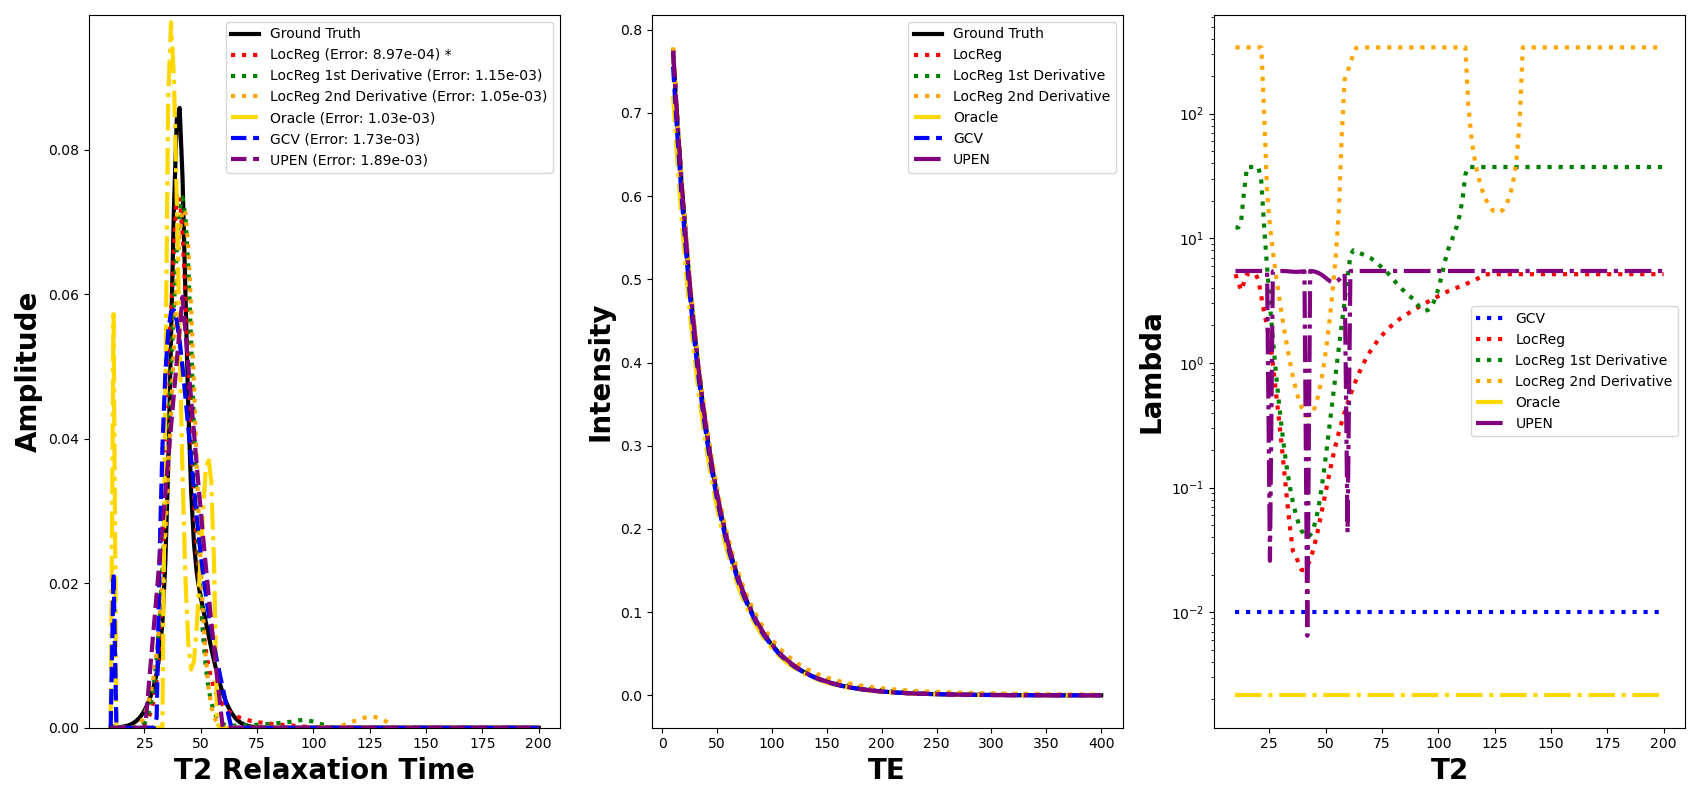 Amplitude
0.08
0.06
0.04
0.02
0.00
25 50 75 100 125 150 175 200
T2 Relaxation Time
Ground Truth
LocReg (Error: 8.97e-04) *
LocReg 1st Derivative (Error: 1.15e-03)
LocReg 2nd Derivative (Error: 1.05e-03)
Oracle (Error: 1.03e-03)
GCV (Error: 1.73e-03)
UPEN (Error: 1.89e-03)
Intensity
0.8
0.7
0.6
0.5
0.4
0.3
0.2
0.1
0.0
0 50 100 150 200 250 300 350 400
TE
Ground Truth
LocReg
LocReg 1st Derivative
LocReg 2nd Derivative
Oracle
GCV
UPEN
Lambda
10²
10¹
10⁰
10⁻¹
10⁻²
25 50 75 100 125 150 175 200
T2
GCV
LocReg
LocReg 1st Derivative
LocReg 2nd Derivative
Oracle
UPEN